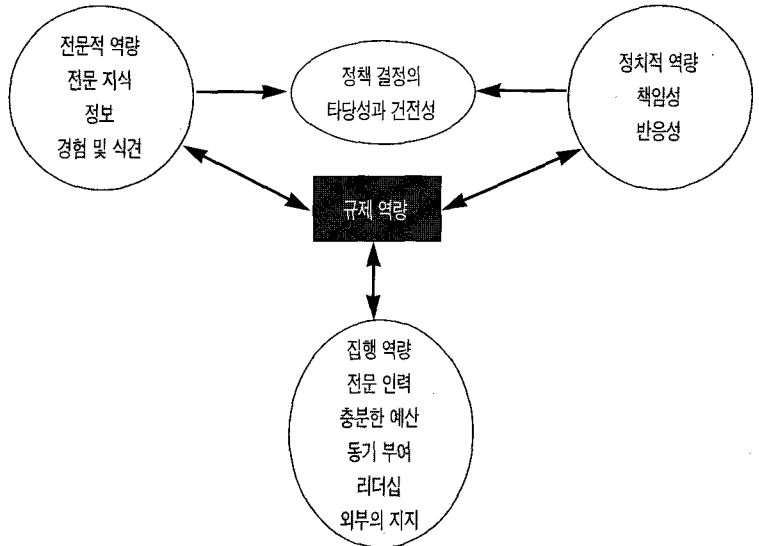 전문적 역량
전문 지식
정보
경험 및 식견
정책 결정의
타당성과 건전성
정치적 역량
책임성
반응성
규제 역량
집행 역량
전문 인력
충분한 예산
동기 부여
리더십
외부의 지지